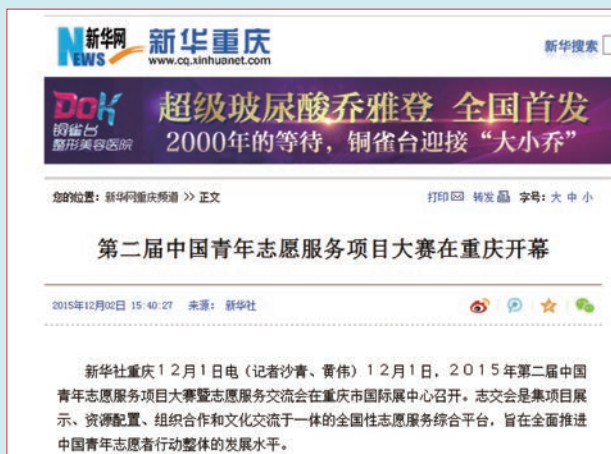 新华网 新华重庆
NEWS www.cq.xinhuanet.com
新华搜索
DOK 超级玻尿酸乔雅登 全国首发
铜雀台
整形美容医院 2000年的等待，铜雀台迎接“大小乔”
您的位置：新华网重庆频道 >> 正文 打印 转发 字号：大 中 小
第二届中国青年志愿服务项目大赛在重庆开幕
2015年12月02日 15:40:27 来源： 新华社
新华社重庆12月1日电（记者沙青、黄伟）12月1日，2015年第二届中国
青年志愿服务项目大赛暨志愿服务交流会在重庆市国际展中心召开。志交会是集项目展
示、资源配置、组织合作和文化交流于一体的全国性志愿服务综合平台，旨在全面推进
中国青年志愿者行动整体的发展水平。